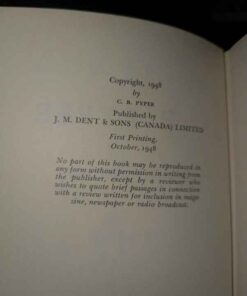 Copyright, 1948
by
C. B. PYPER
Published by
J. M. DENT & SONS (CANADA) LIMITED
First Printing,
October, 1948
No part of this book may be reproduced in
any form without permission in writing from
the publisher, except by a reviewer who
wishes to quote brief passages in connection
with a review written for inclusion in maga-
zine, newspaper or radio broadcast.